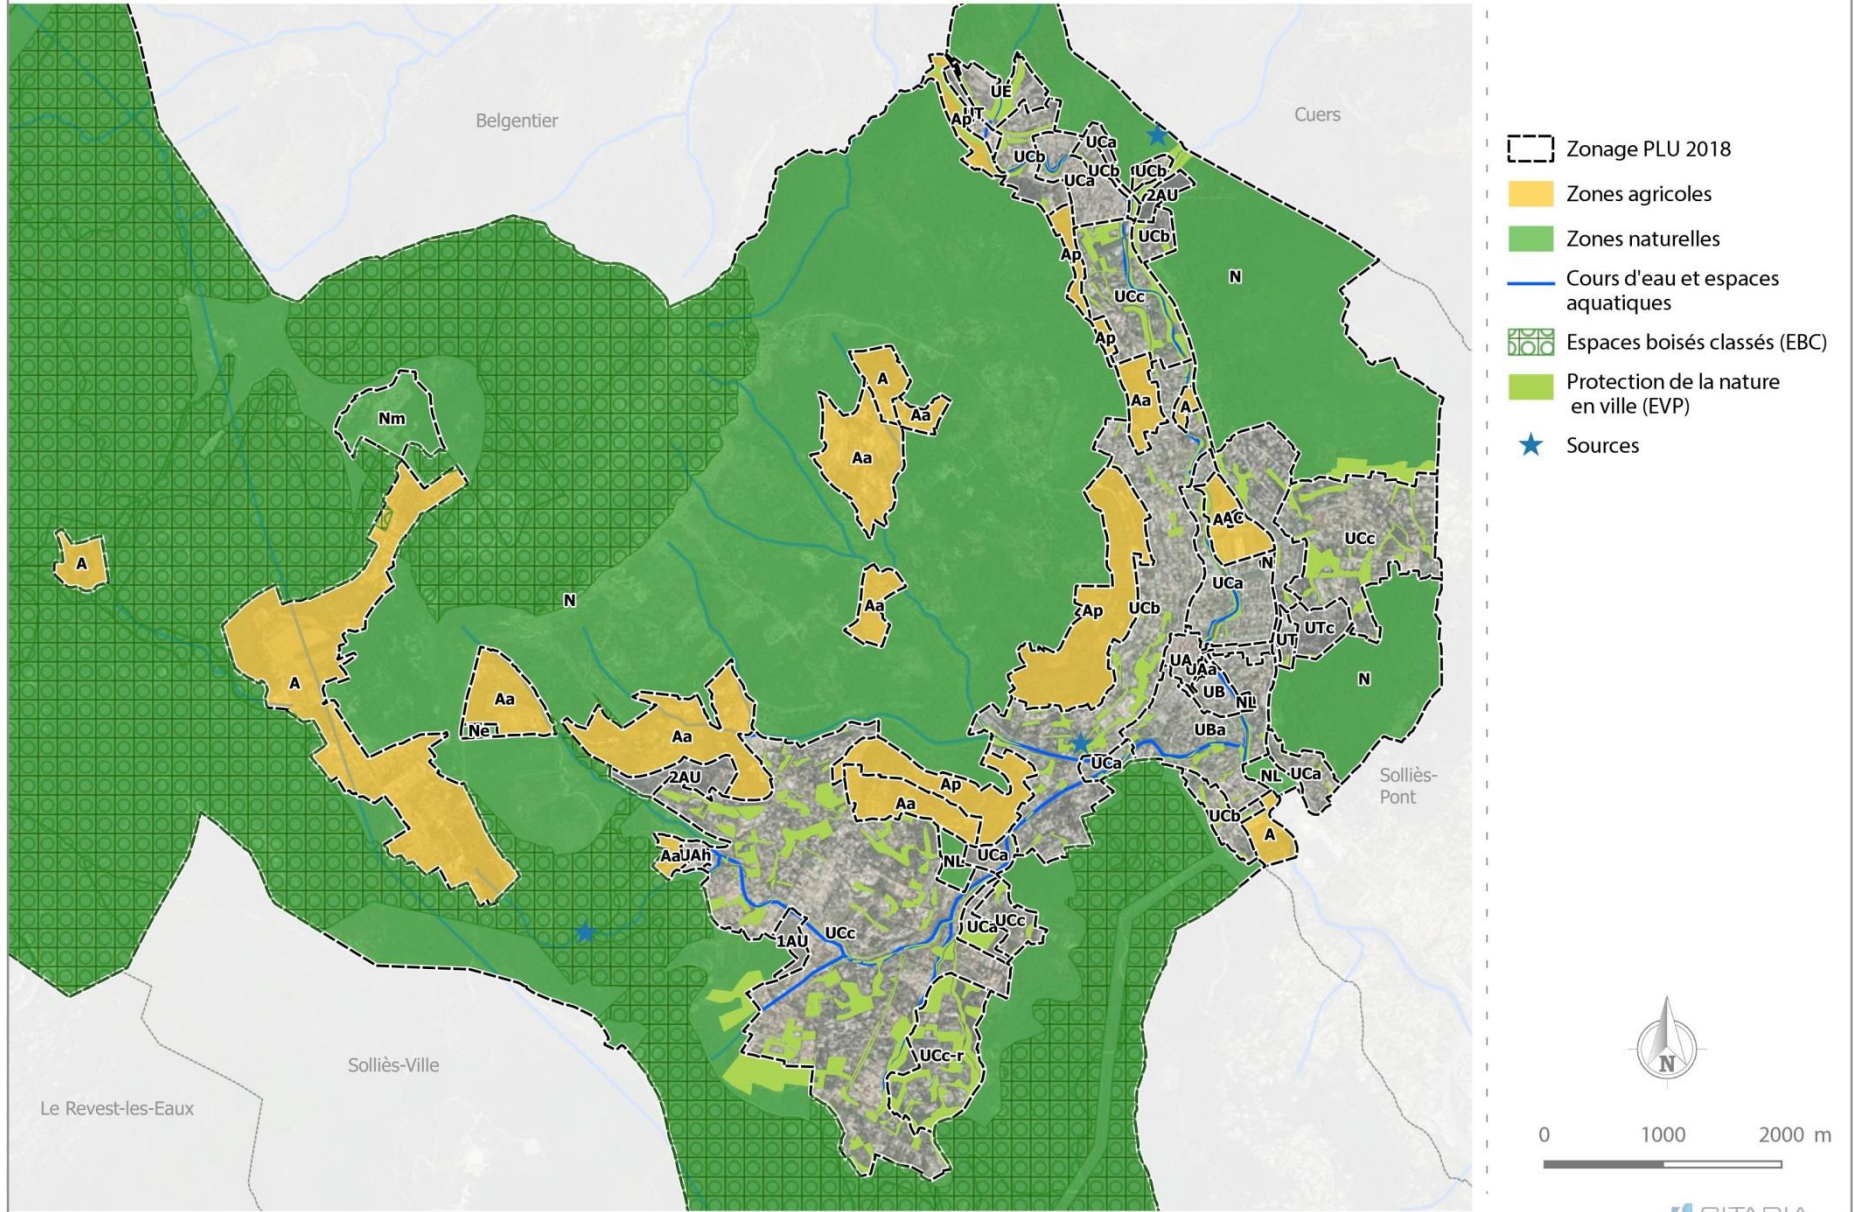 Belgentier
Cuers
UE
UT
Ap
UCa
UCb
UCb
UCb
UCa
2AU
UCb
Ap
N
UCc
Ap
A
Aa
Aa
A
Nm
Aa
AAC
UCc
A
N
UCa
N
Aa
Ap
UCb
UTc
UT
UA
UAa
N
A
UB
Aa
NL
Ne
UBa
Aa
UCa
2AU
NL
UCa
Ap
Aa
UCb
A
Solliès-
Pont
Aa
UAh
NL
UCa
UCa
UCc
1AU
UCc
UCc-r
Solliès-Ville
Le Revest-les-Eaux
Zonage PLU 2018
Zones agricoles
Zones naturelles
Cours d'eau et espaces
aquatiques
Espaces boisés classés (EBC)
Protection de la nature
en ville (EVP)
Sources
N
0 1000 2000 m